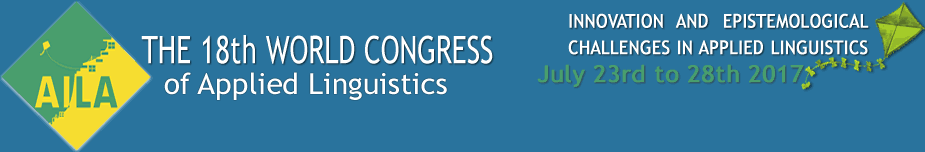 AILA
THE 18th WORLD CONGRESS
of Applied Linguistics
INNOVATION AND EPISTEMOLOGICAL
CHALLENGES IN APPLIED LINGUISTICS
July 23rd to 28th 2017